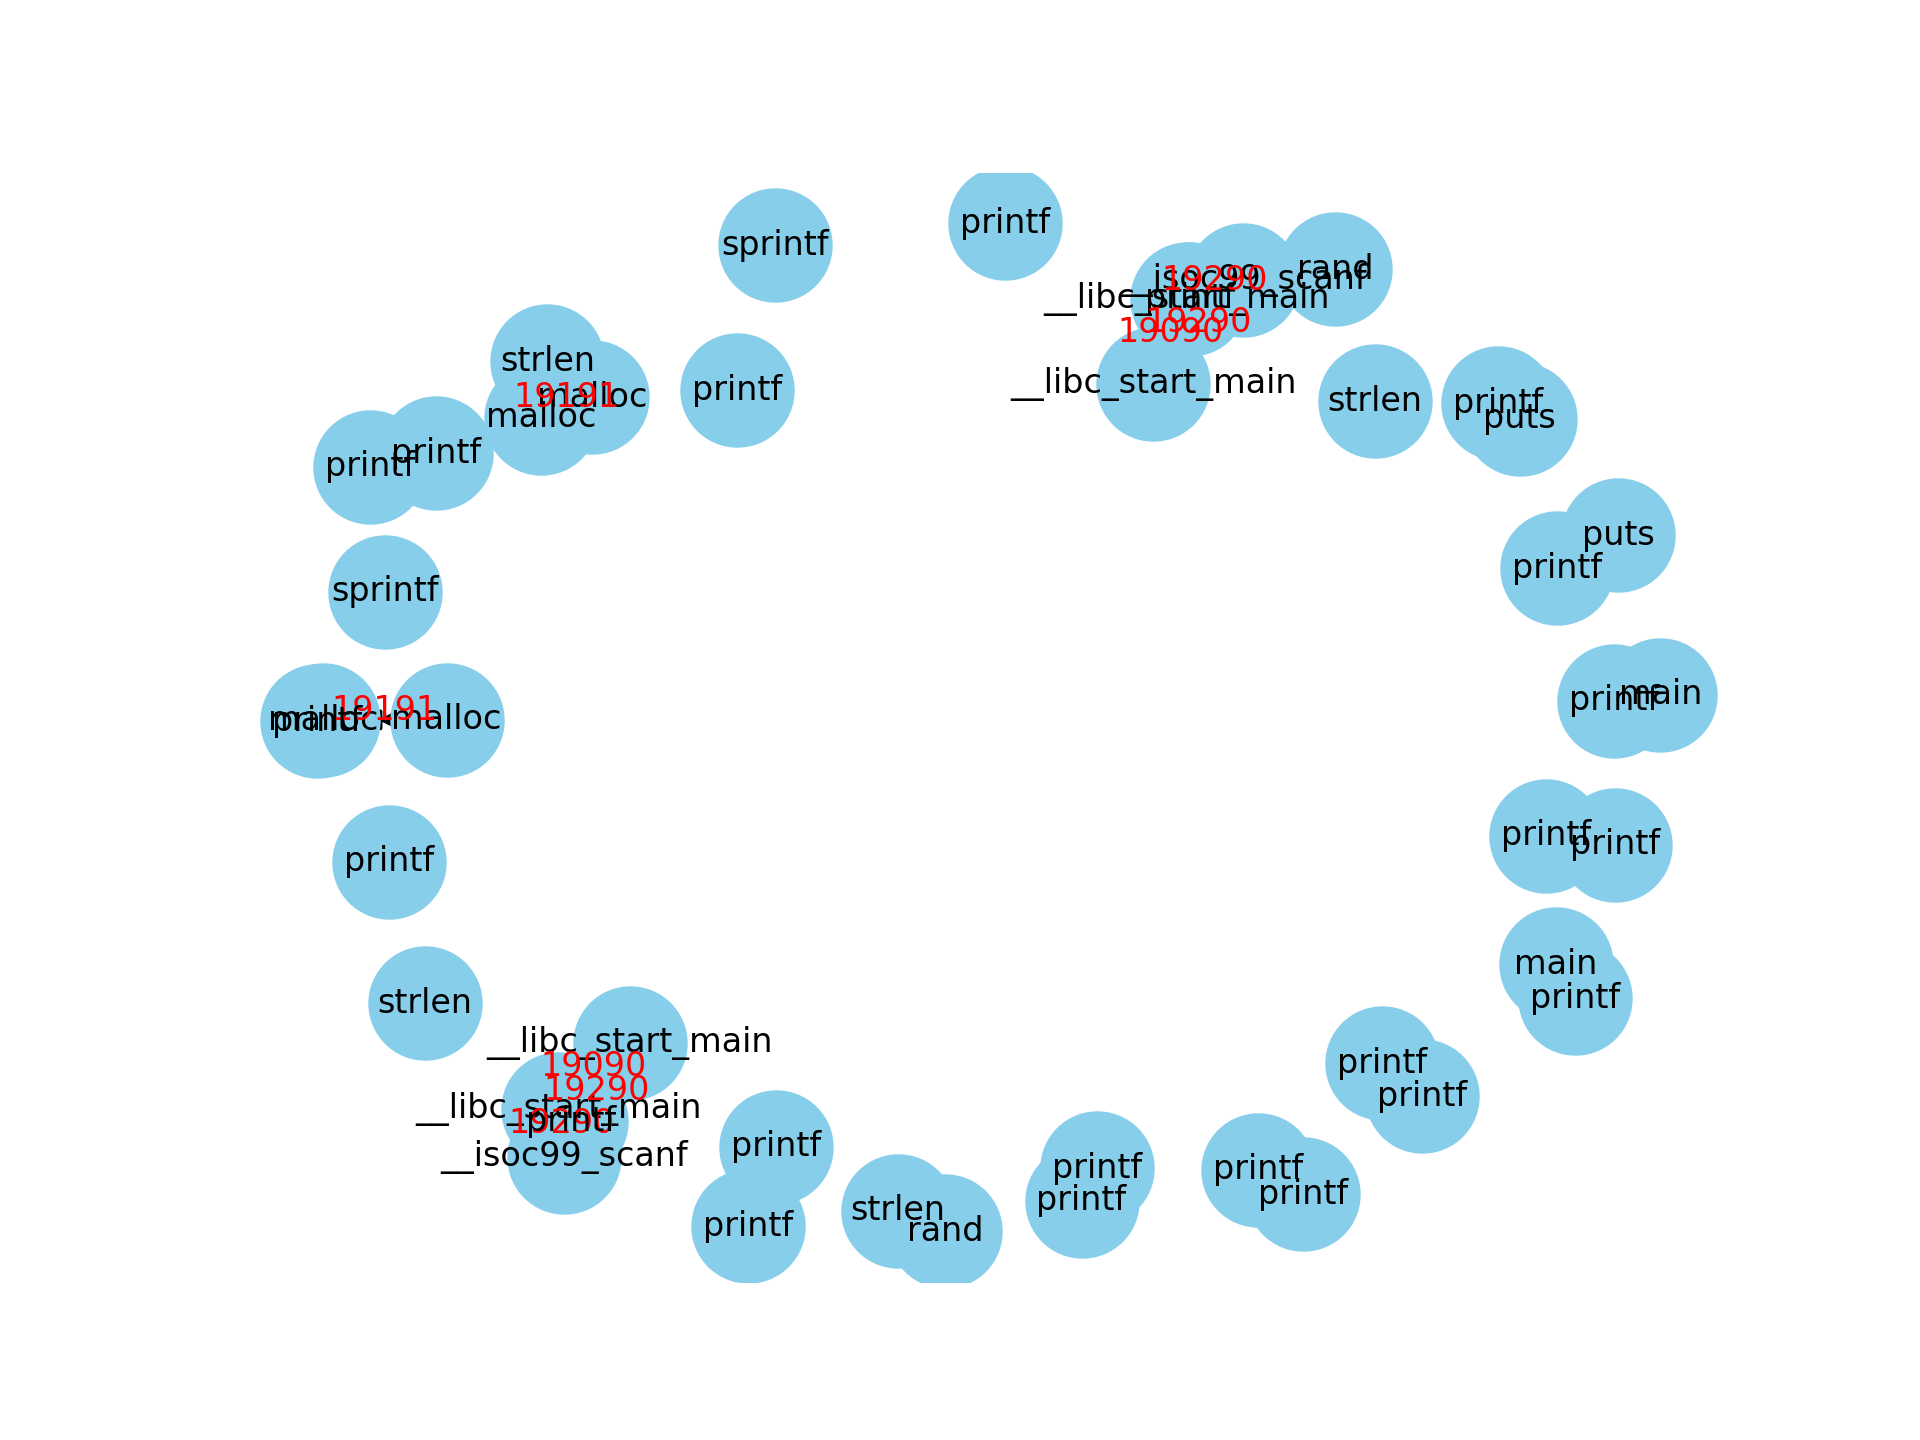 printf
sprintf
rand
__isoc99_scanf
19290
__libc_start_main
printf
19290
19090
strlen
__libc_start_main
malloc
19191
printf
malloc
strlen
printf
puts
printf
printf
puts
printf
sprintf
main
printf
19191
malloc
malloc
printf
printf
printf
printf
main
printf
strlen
__libc_start_main
19090
printf
19290
printf
__libc_start_main
printf
19290
printf
__isoc99_scanf
printf
printf
printf
printf
strlen
printf
rand